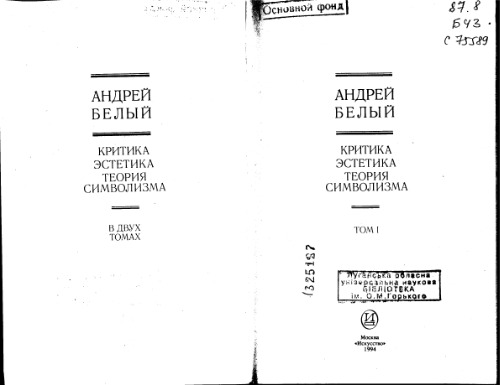 АНДРЕЙ
БЕЛЫЙ
КРИТИКА
ЭСТЕТИКА
ТЕОРИЯ
СИМВОЛИЗМА
В ДВУХ
ТОМАХ
Основной фонд
87.8
Б43
С 75589
АНДРЕЙ
БЕЛЫЙ
КРИТИКА
ЭСТЕТИКА
ТЕОРИЯ
СИМВОЛИЗМА
ТОМ I
1325187
Луганська обласна
універсальна наукова
БІБЛІОТЕКА
ім. О.М.Горького
Москва
«Искусство»
1994